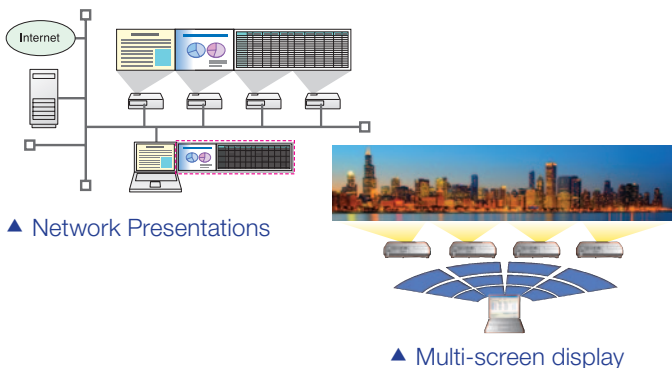 Internet
▲ Network Presentations
▲ Multi-screen display